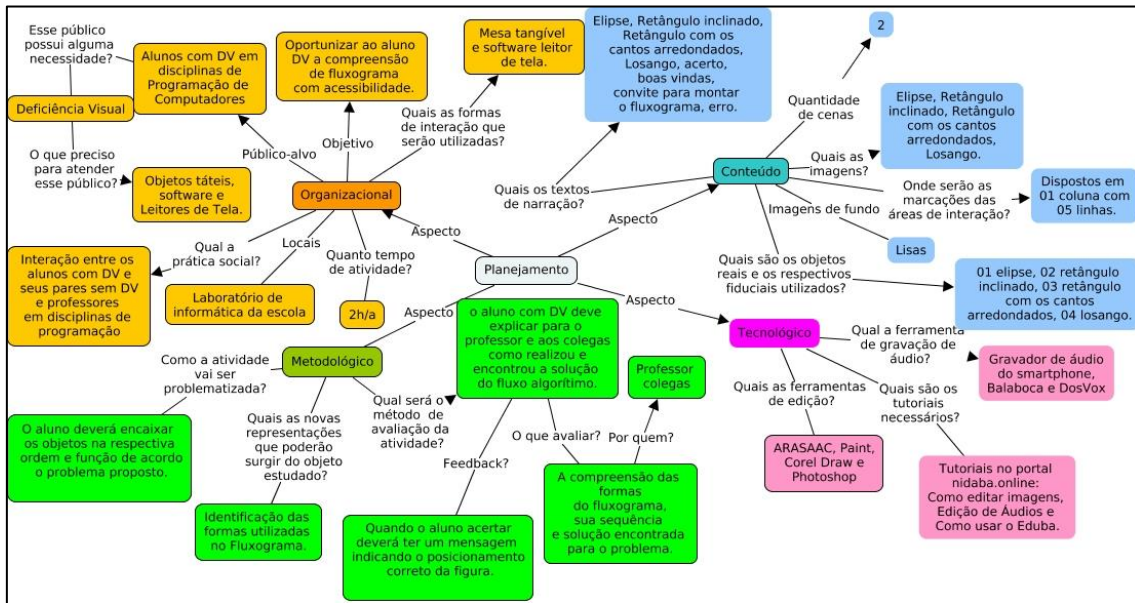 Esse público
possui alguma
necessidade?
Alunos com DV em
disciplinas de
Programação de
Computadores
Oportunizar ao aluno
DV a compreensão
de fluxograma
com acessibilidade.
Mesa tangível
e software leitor
de tela.
Elipse, Retângulo inclinado,
Retângulo com os
cantos arredondados,
Losango, acerto,
boas vindas,
convite para montar
o fluxograma, erro.
2
Deficiência Visual
Quais as formas
de interação que
serão utilizadas?
Quantidade
de cenas
Elipse, Retângulo
inclinado, Retângulo
com os cantos
arredondados,
Losango.
O que preciso
para atender
esse público?
Público-alvo
Objetivo
Quais as
imagens?
Objetos táteis,
software e
Leitores de Tela.
Organizacional
Quais os textos
de narração?
Conteúdo
Onde serão as
marcações das
áreas de interação?
Dispostos em
01 coluna com
05 linhas.
Imagens de fundo
Aspecto
Aspecto
Qual a
prática social?
Locais
Quanto tempo
de atividade?
Lisas
Interação entre os
alunos com DV e
seus pares sem DV
e professores
em disciplinas de
programação
Planejamento
Quais são os objetos
reais e os respectivos
fiduciais utilizados?
01 elipse, 02 retângulo
inclinado, 03 retângulo
com os cantos
arredondados, 04 losango.
Laboratório de
informática da escola
2h/a
Aspecto
Aspecto
o aluno com DV deve
explicar para o
professor e aos colegas
como realizou e
encontrou a solução
do fluxo algorítimo.
Tecnológico
Qual a ferramenta
de gravação de
áudio?
Metodológico
Como a atividade
vai ser
problematizada?
Professor
colegas
Gravador de áudio
do smartphone,
Balaboca e DosVox
Quais as ferramentas
de edição?
Quais são os
tutoriais
necessários?
Qual será o
método de
avaliação da
atividade?
Quais as novas
representações
que poderão
surgir do objeto
estudado?
O aluno deverá encaixar
os objetos na respectiva
ordem e função de acordo
o problema proposto.
O que avaliar?
Por quem?
Feedback?
ARASAAC, Paint,
Corel Draw e
Photoshop
Tutoriais no portal
nidaba.online:
Como editar imagens,
Edição de Áudios e
Como usar o Eduba.
A compreensão das
formas
do fluxograma,
sua sequência
e solução encontrada
para o problema.
Identificação das
formas utilizadas
no Fluxograma.
Quando o aluno acertar
deverá ter um mensagem
indicando o posicionamento
correto da figura.